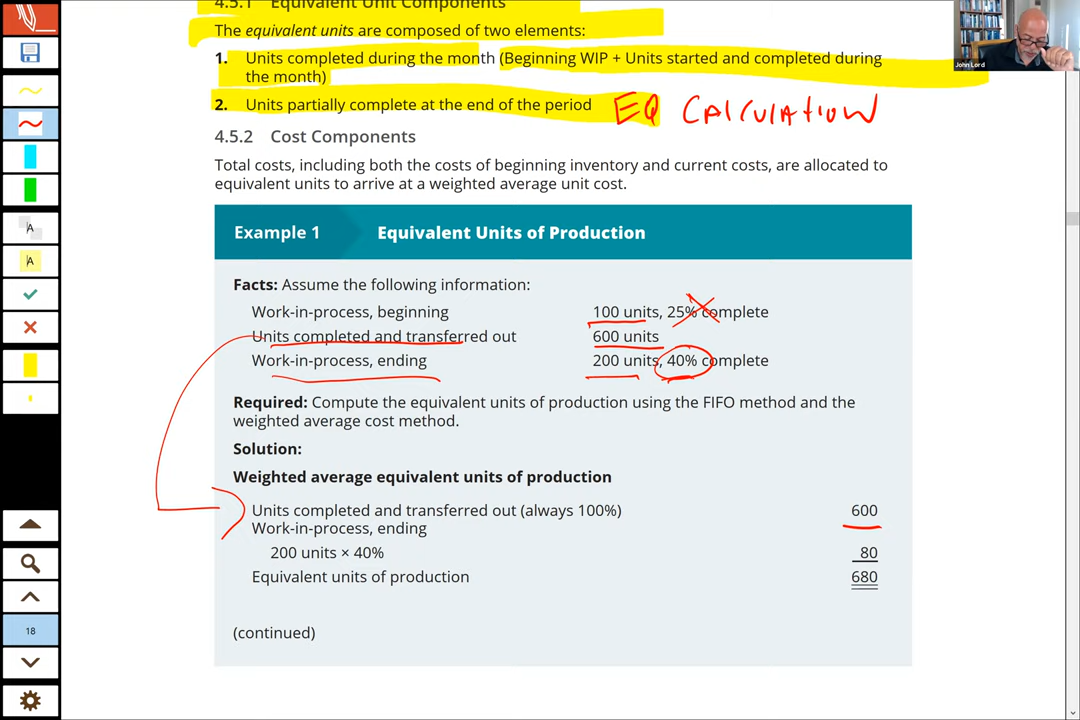 4.5.1 Equivalent Unit Components
The equivalent units are composed of two elements:
1. Units completed during the month (Beginning WIP + Units started and completed during
the month)
2. Units partially complete at the end of the period
EQ CALCULATION
4.5.2 Cost Components
Total costs, including both the costs of beginning inventory and current costs, are allocated to
equivalent units to arrive at a weighted average unit cost.
Example 1 Equivalent Units of Production
Facts: Assume the following information:
Work-in-process, beginning 100 units, 25% complete
Units completed and transferred out 600 units
Work-in-process, ending 200 units, 40% complete
Required: Compute the equivalent units of production using the FIFO method and the
weighted average cost method.
Solution:
Weighted average equivalent units of production
Units completed and transferred out (always 100%) 600
Work-in-process, ending
200 units × 40% 80
Equivalent units of production 680
(continued)
John Lord
A
A
18